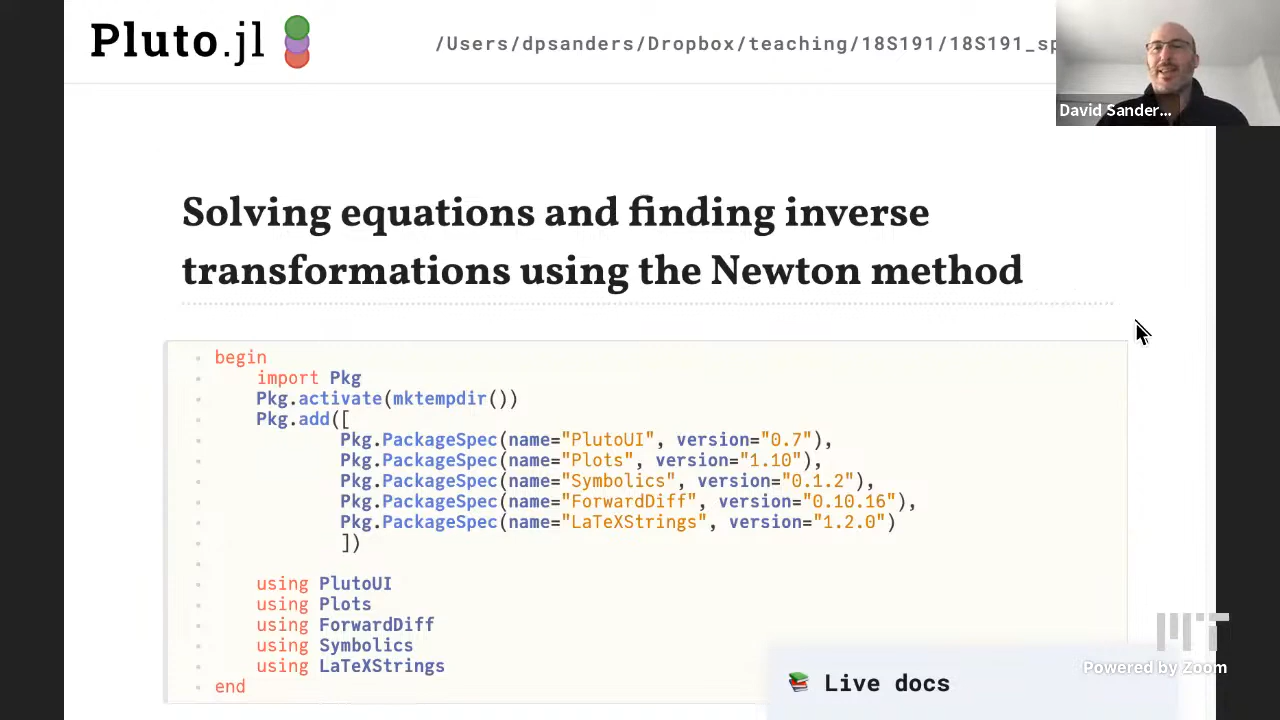 Pluto.jl
/Users/dpsanders/Dropbox/teaching/18S191/18S191_sp
David Sander...
Solving equations and finding inverse
transformations using the Newton method
begin
import Pkg
Pkg.activate(mktempdir())
Pkg.add([
Pkg.PackageSpec(name="PlutoUI", version="0.7"),
Pkg.PackageSpec(name="Plots", version="1.10"),
Pkg.PackageSpec(name="Symbolics", version="0.1.2"),
Pkg.PackageSpec(name="ForwardDiff", version="0.10.16"),
Pkg.PackageSpec(name="LaTeXStrings", version="1.2.0")
])
using PlutoUI
using Plots
using ForwardDiff
using Symbolics
using LaTeXStrings
end
MIT
Powered by Zoom
Live docs